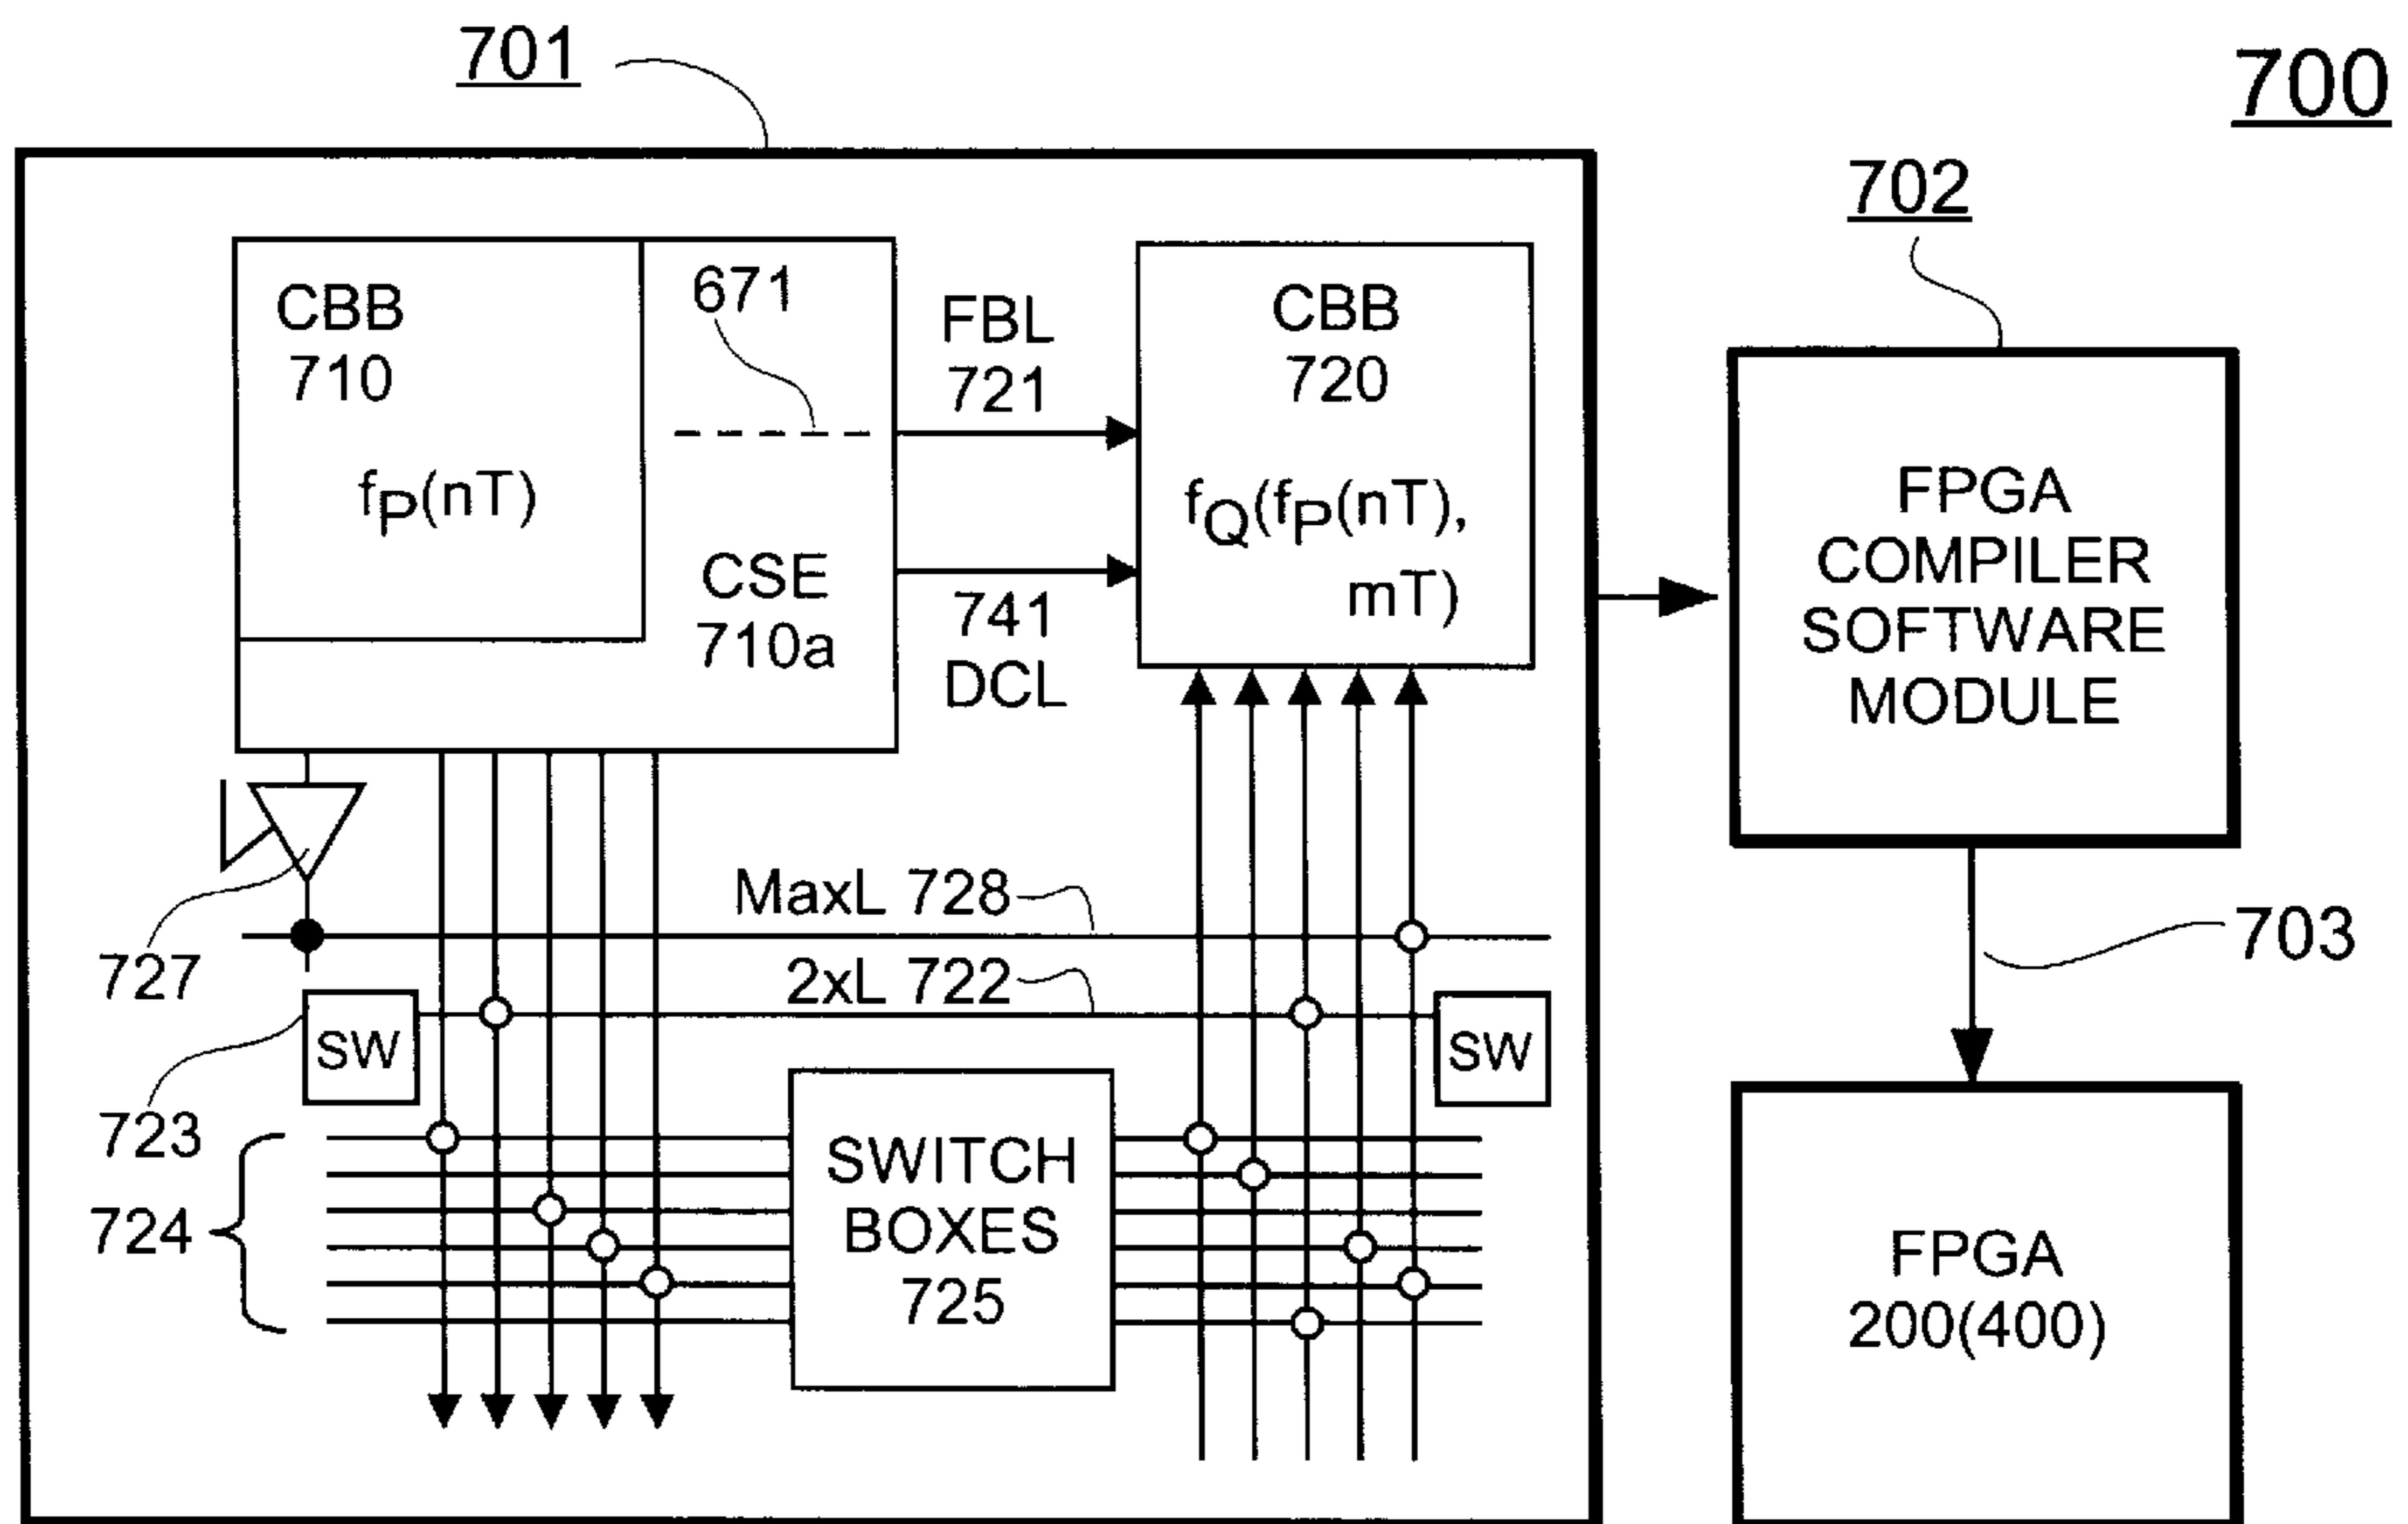 701
700
702
CBB
710
671
FBL
721
CBB
720
fP(nT)
fQ(fP(nT),
mT)
CSE
710a
741
DCL
FPGA
COMPILER
SOFTWARE
MODULE
MaxL 728
703
727
2xL 722
SW
SW
723
724
SWITCH
BOXES
725
FPGA
200(400)